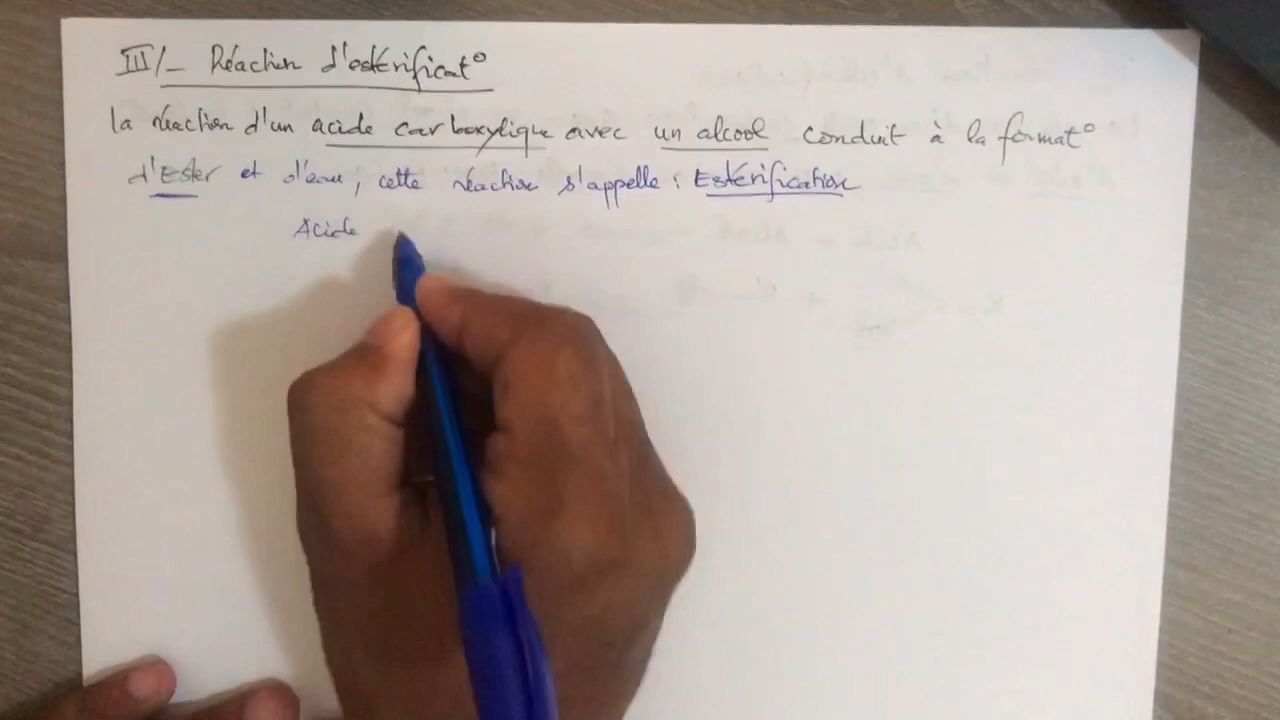 III/- Réaction d'estérificat°
la réaction d'un acide carboxylique avec un alcool conduit à la format°
d'Ester et d'eau, cette réaction s'appelle : Estérification
Acide